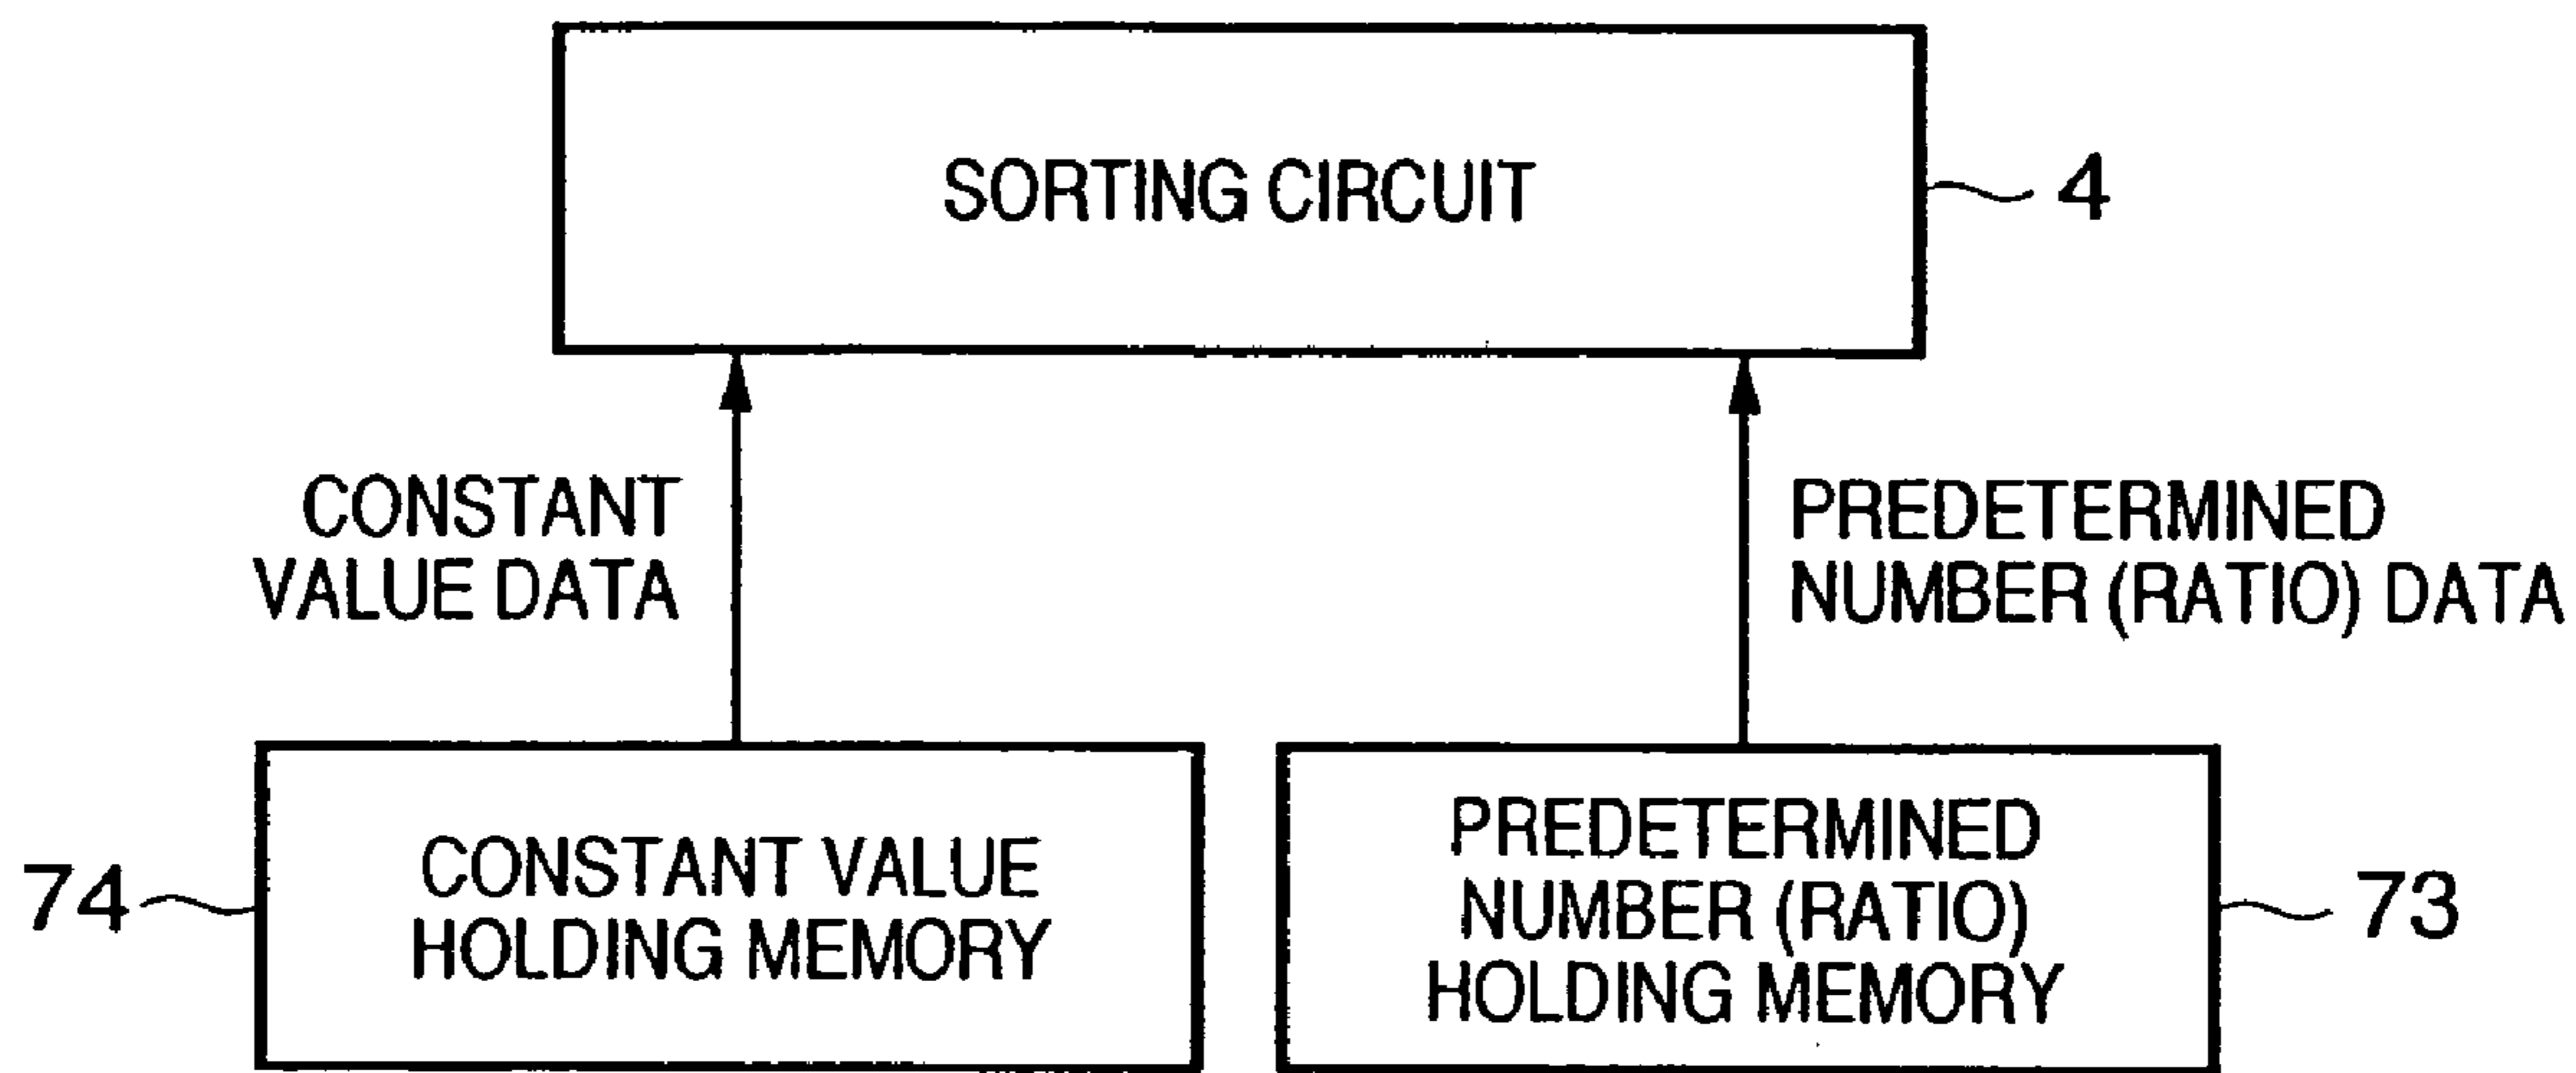 SORTING CIRCUIT
4
CONSTANT
VALUE DATA
PREDETERMINED
NUMBER (RATIO) DATA
74
CONSTANT VALUE
HOLDING MEMORY
PREDETERMINED
NUMBER (RATIO)
HOLDING MEMORY
73